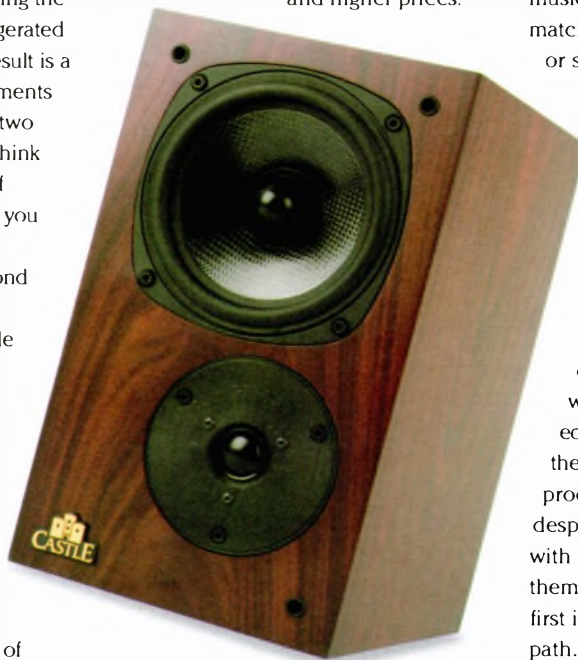 ing the
gerated
sult is a
ments
two
hink
f
you
ond
le
of
and higher prices.
music
matc
or s
w
ec
the
proc
desp
with
them
first i
path.
CASTLE